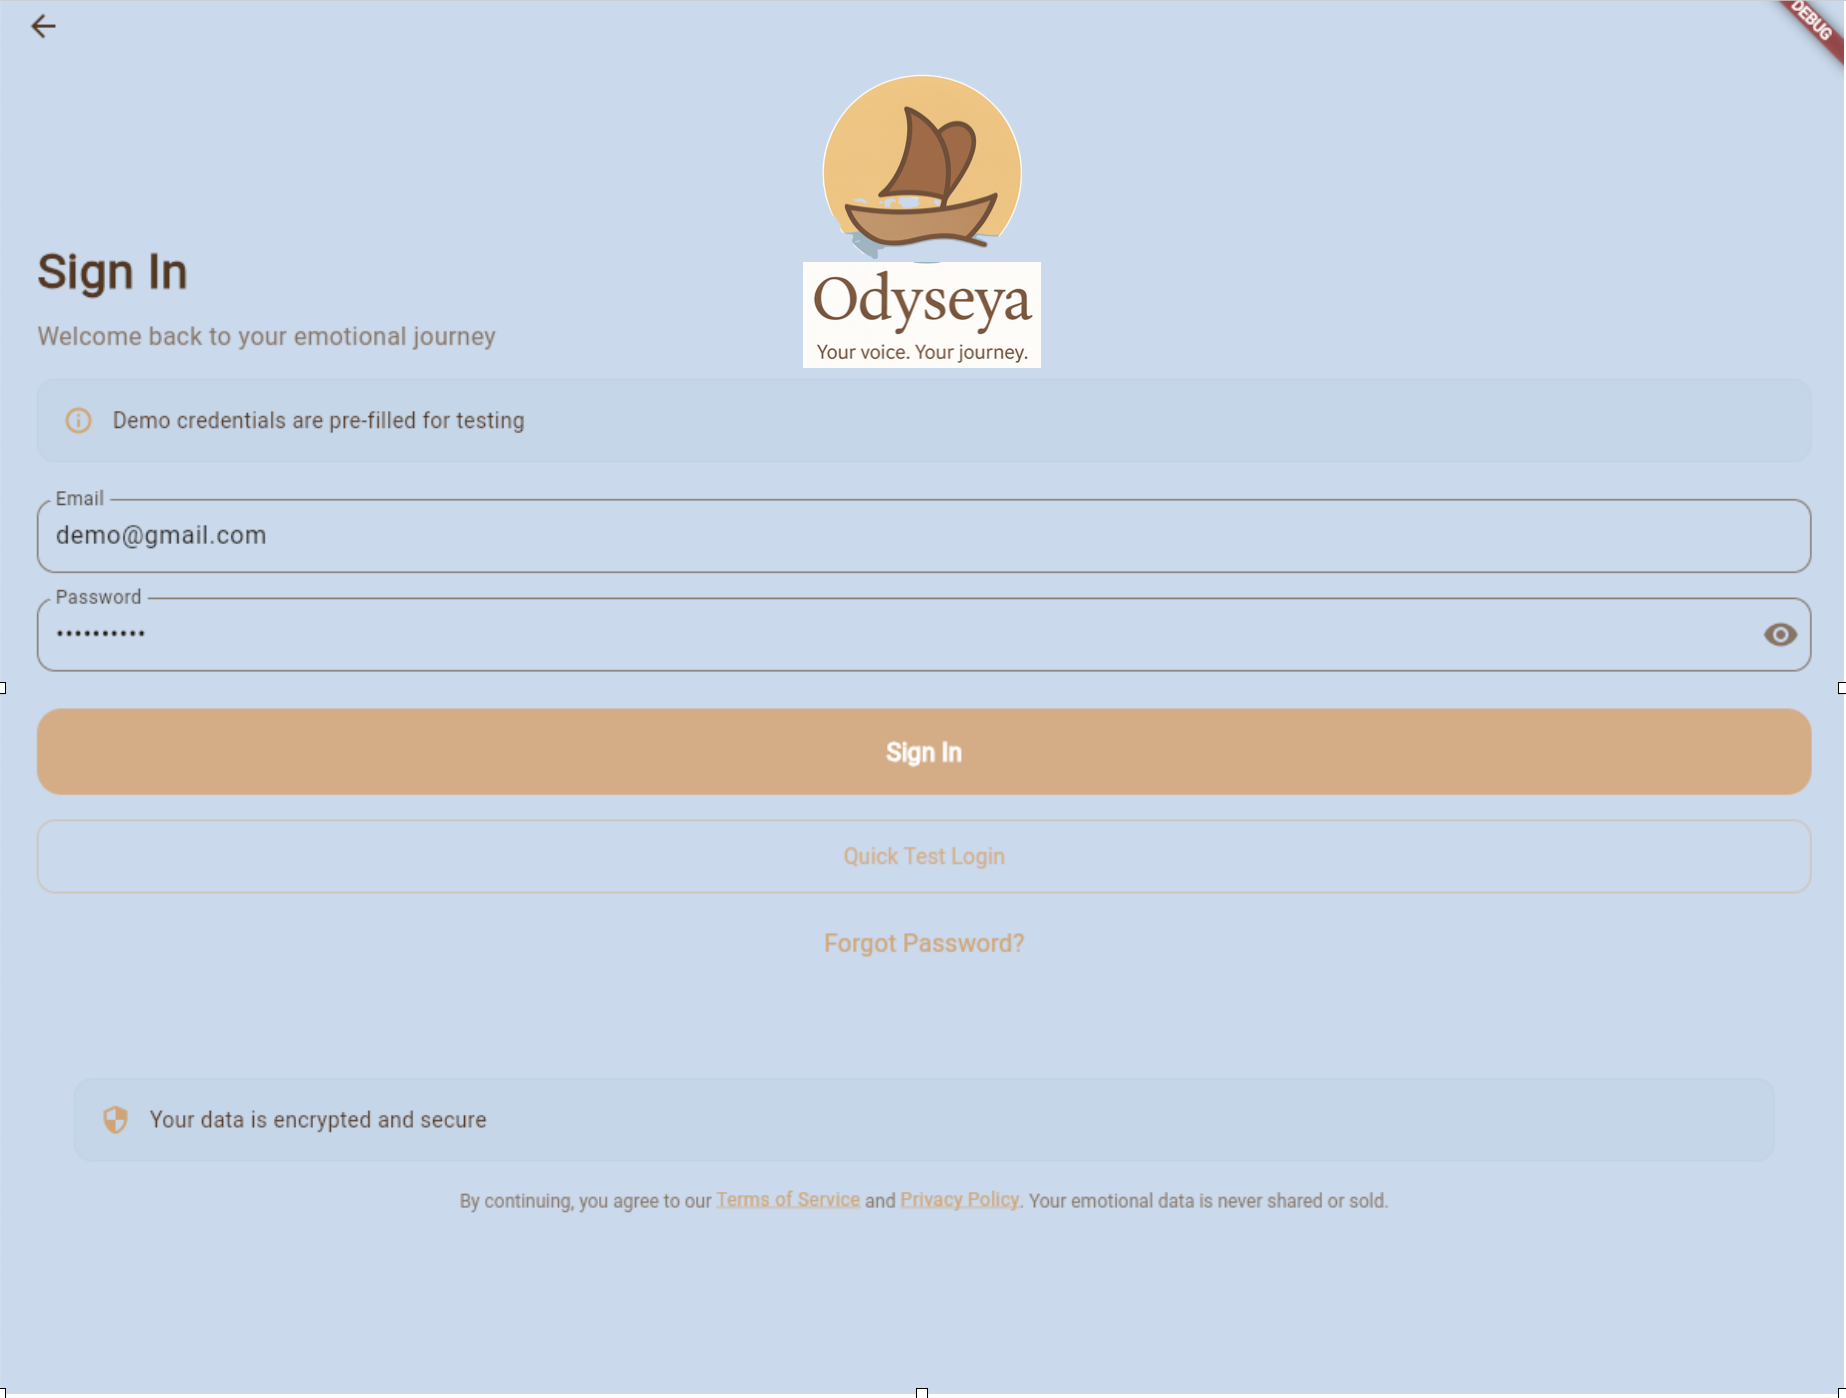 DEBUG
Odyseya
Your voice. Your journey.
Sign In
Welcome back to your emotional journey
Demo credentials are pre-filled for testing
Email
demo@gmail.com
Password
••••••••••
Sign In
Quick Test Login
Forgot Password?
Your data is encrypted and secure
By continuing, you agree to our Terms of Service and Privacy Policy. Your emotional data is never shared or sold.